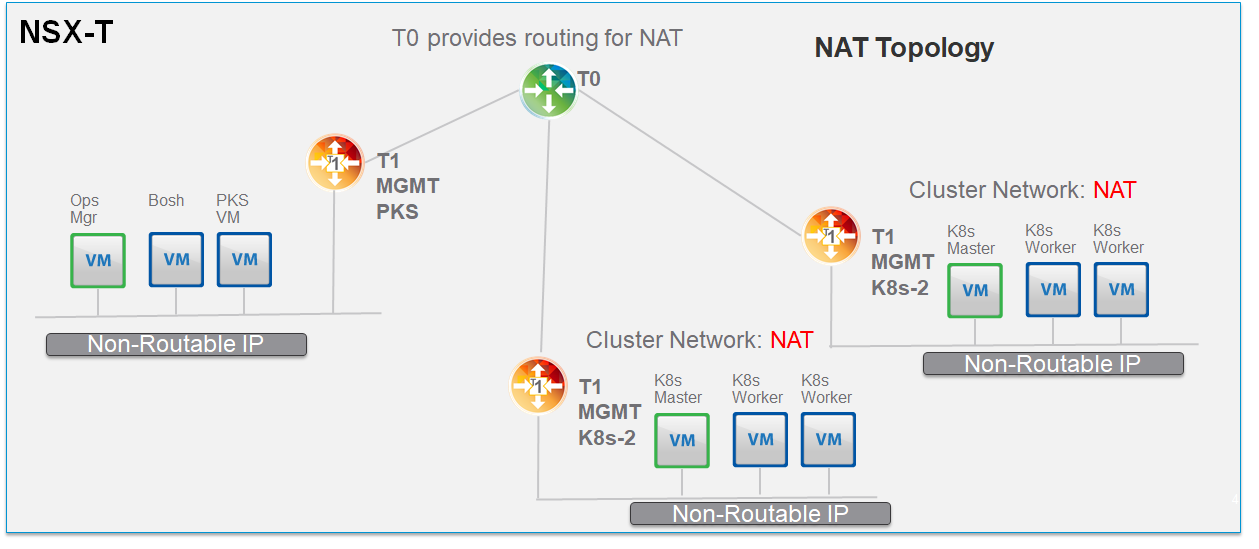 NSX-T
T0 provides routing for NAT
NAT Topology
T0
T1
T1
MGMT
PKS
Ops
Mgr
Bosh
PKS
VM
VM
VM
VM
Non-Routable IP
Cluster Network: NAT
T1
T1
MGMT
K8s-2
K8s
Master
K8s
Worker
K8s
Worker
VM
VM
VM
Non-Routable IP
Cluster Network: NAT
T1
T1
MGMT
K8s-2
K8s
Master
K8s
Worker
K8s
Worker
VM
VM
VM
Non-Routable IP